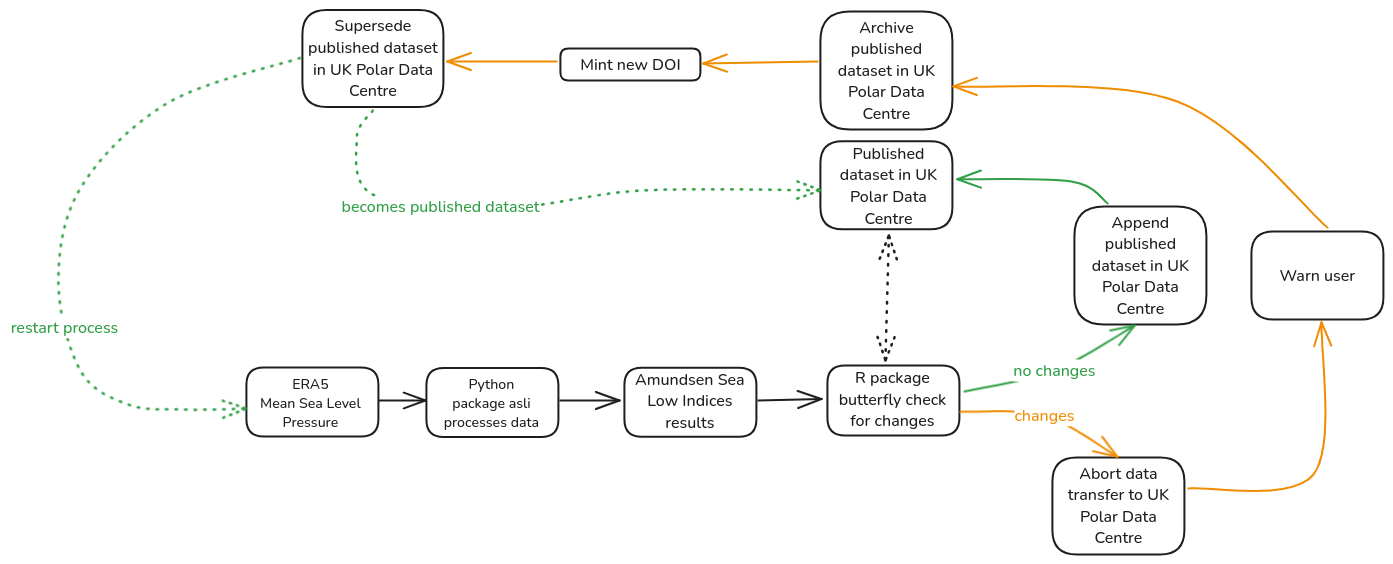 Supersede
published dataset
in UK Polar Data
Centre
Mint new DOI
Archive
published
dataset in UK
Polar Data
Centre
Published
dataset in UK
Polar Data
Centre
becomes published dataset
Append
published
dataset in UK
Polar Data
Centre
Warn user
restart process
ERA5
Mean Sea Level
Pressure
Python
package asli
processes data
Amundsen Sea
Low Indices
results
R package
butterfly check
for changes
no changes
changes
Abort data
transfer to UK
Polar Data
Centre